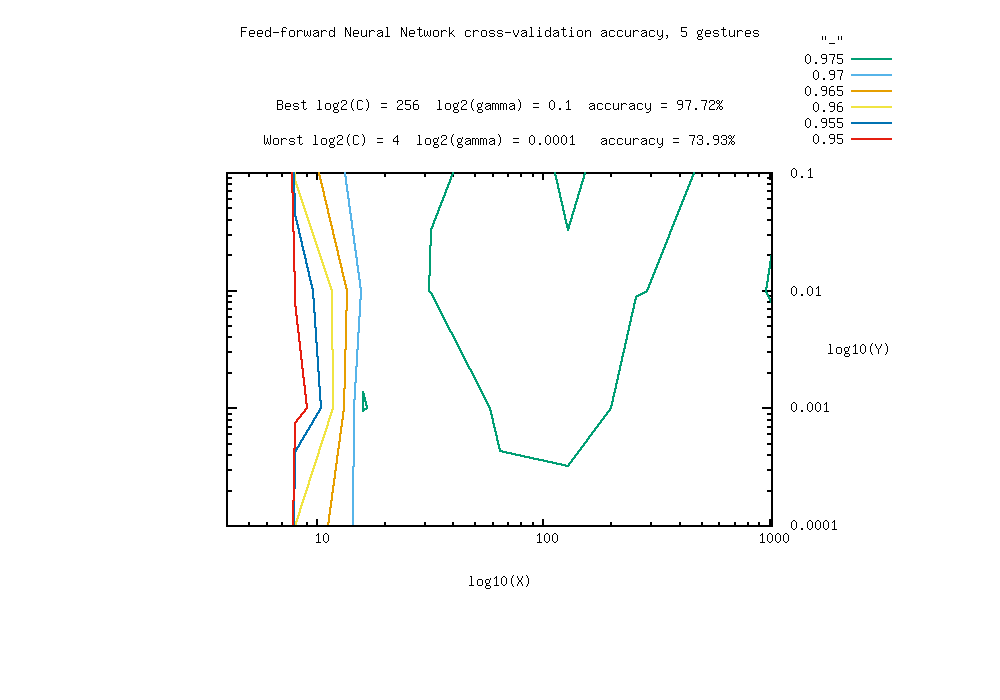 Feed-forward Neural Network cross-validation accuracy, 5 gestures
"_"
0.975
0.97
0.965
0.96
0.955
0.95
Best log2(C) = 256  log2(gamma) = 0.1  accuracy = 97.72%
Worst log2(C) = 4  log2(gamma) = 0.0001   accuracy = 73.93%
0.1
0.01
log10(Y)
0.001
0.0001
10 100 1000
log10(X)